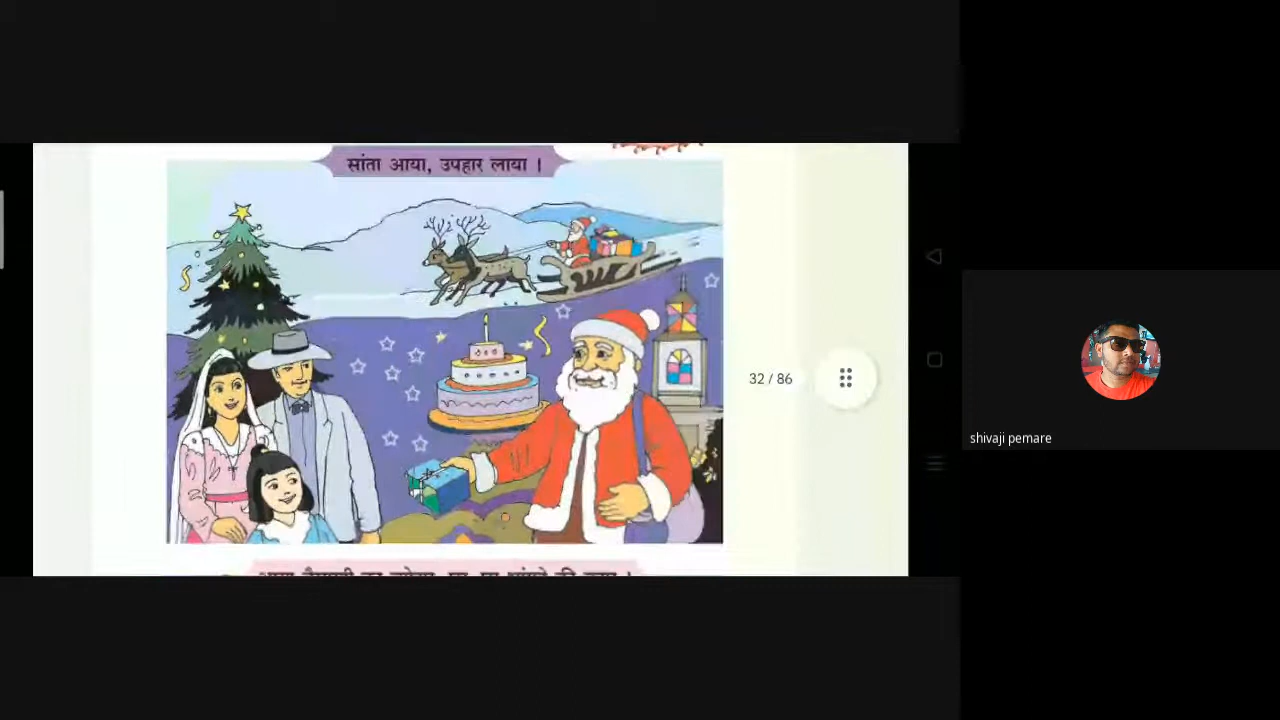 सांता आया, उपहार लाया ।
32 / 86
shivaji pemare